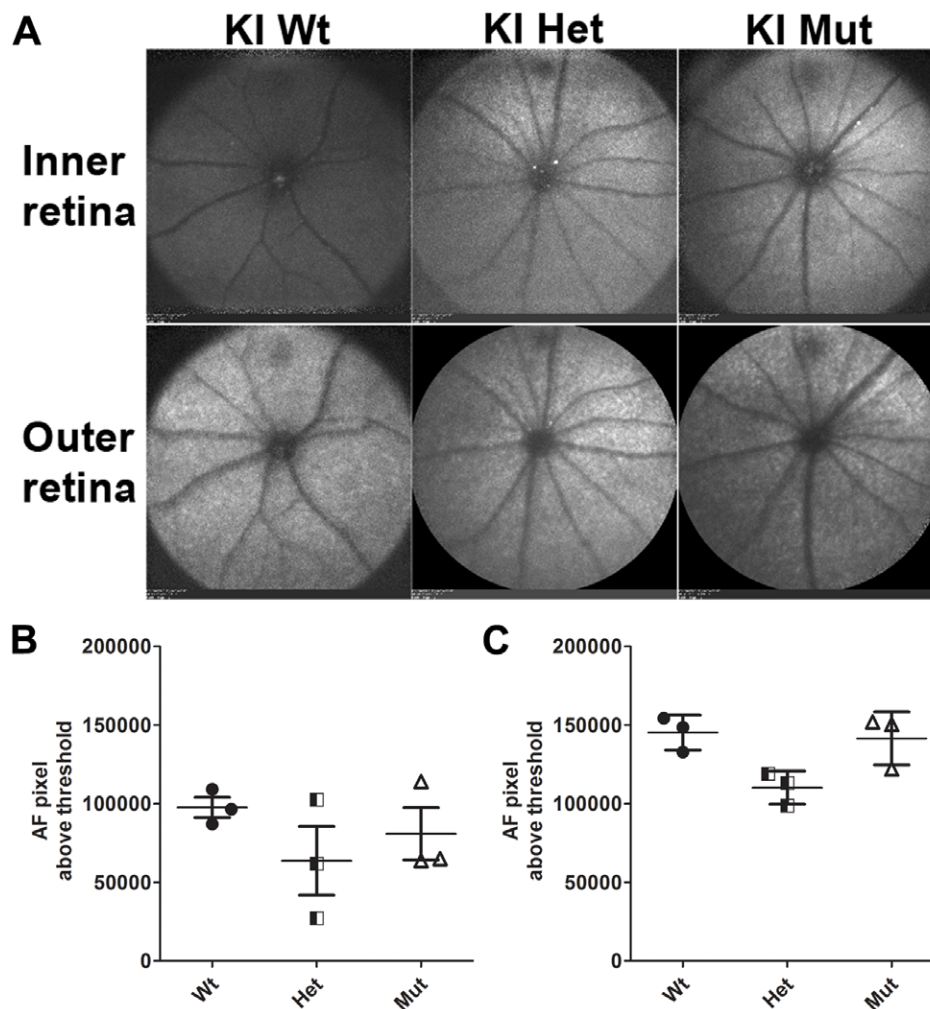 A
KI Wt KI Het KI Mut
Inner
retina
Outer
retina
B
200000
150000
100000
50000
0
AF pixel
above threshold
Wt Het Mut
C
200000
150000
100000
50000
0
AF pixel
above threshold
Wt Het Mut